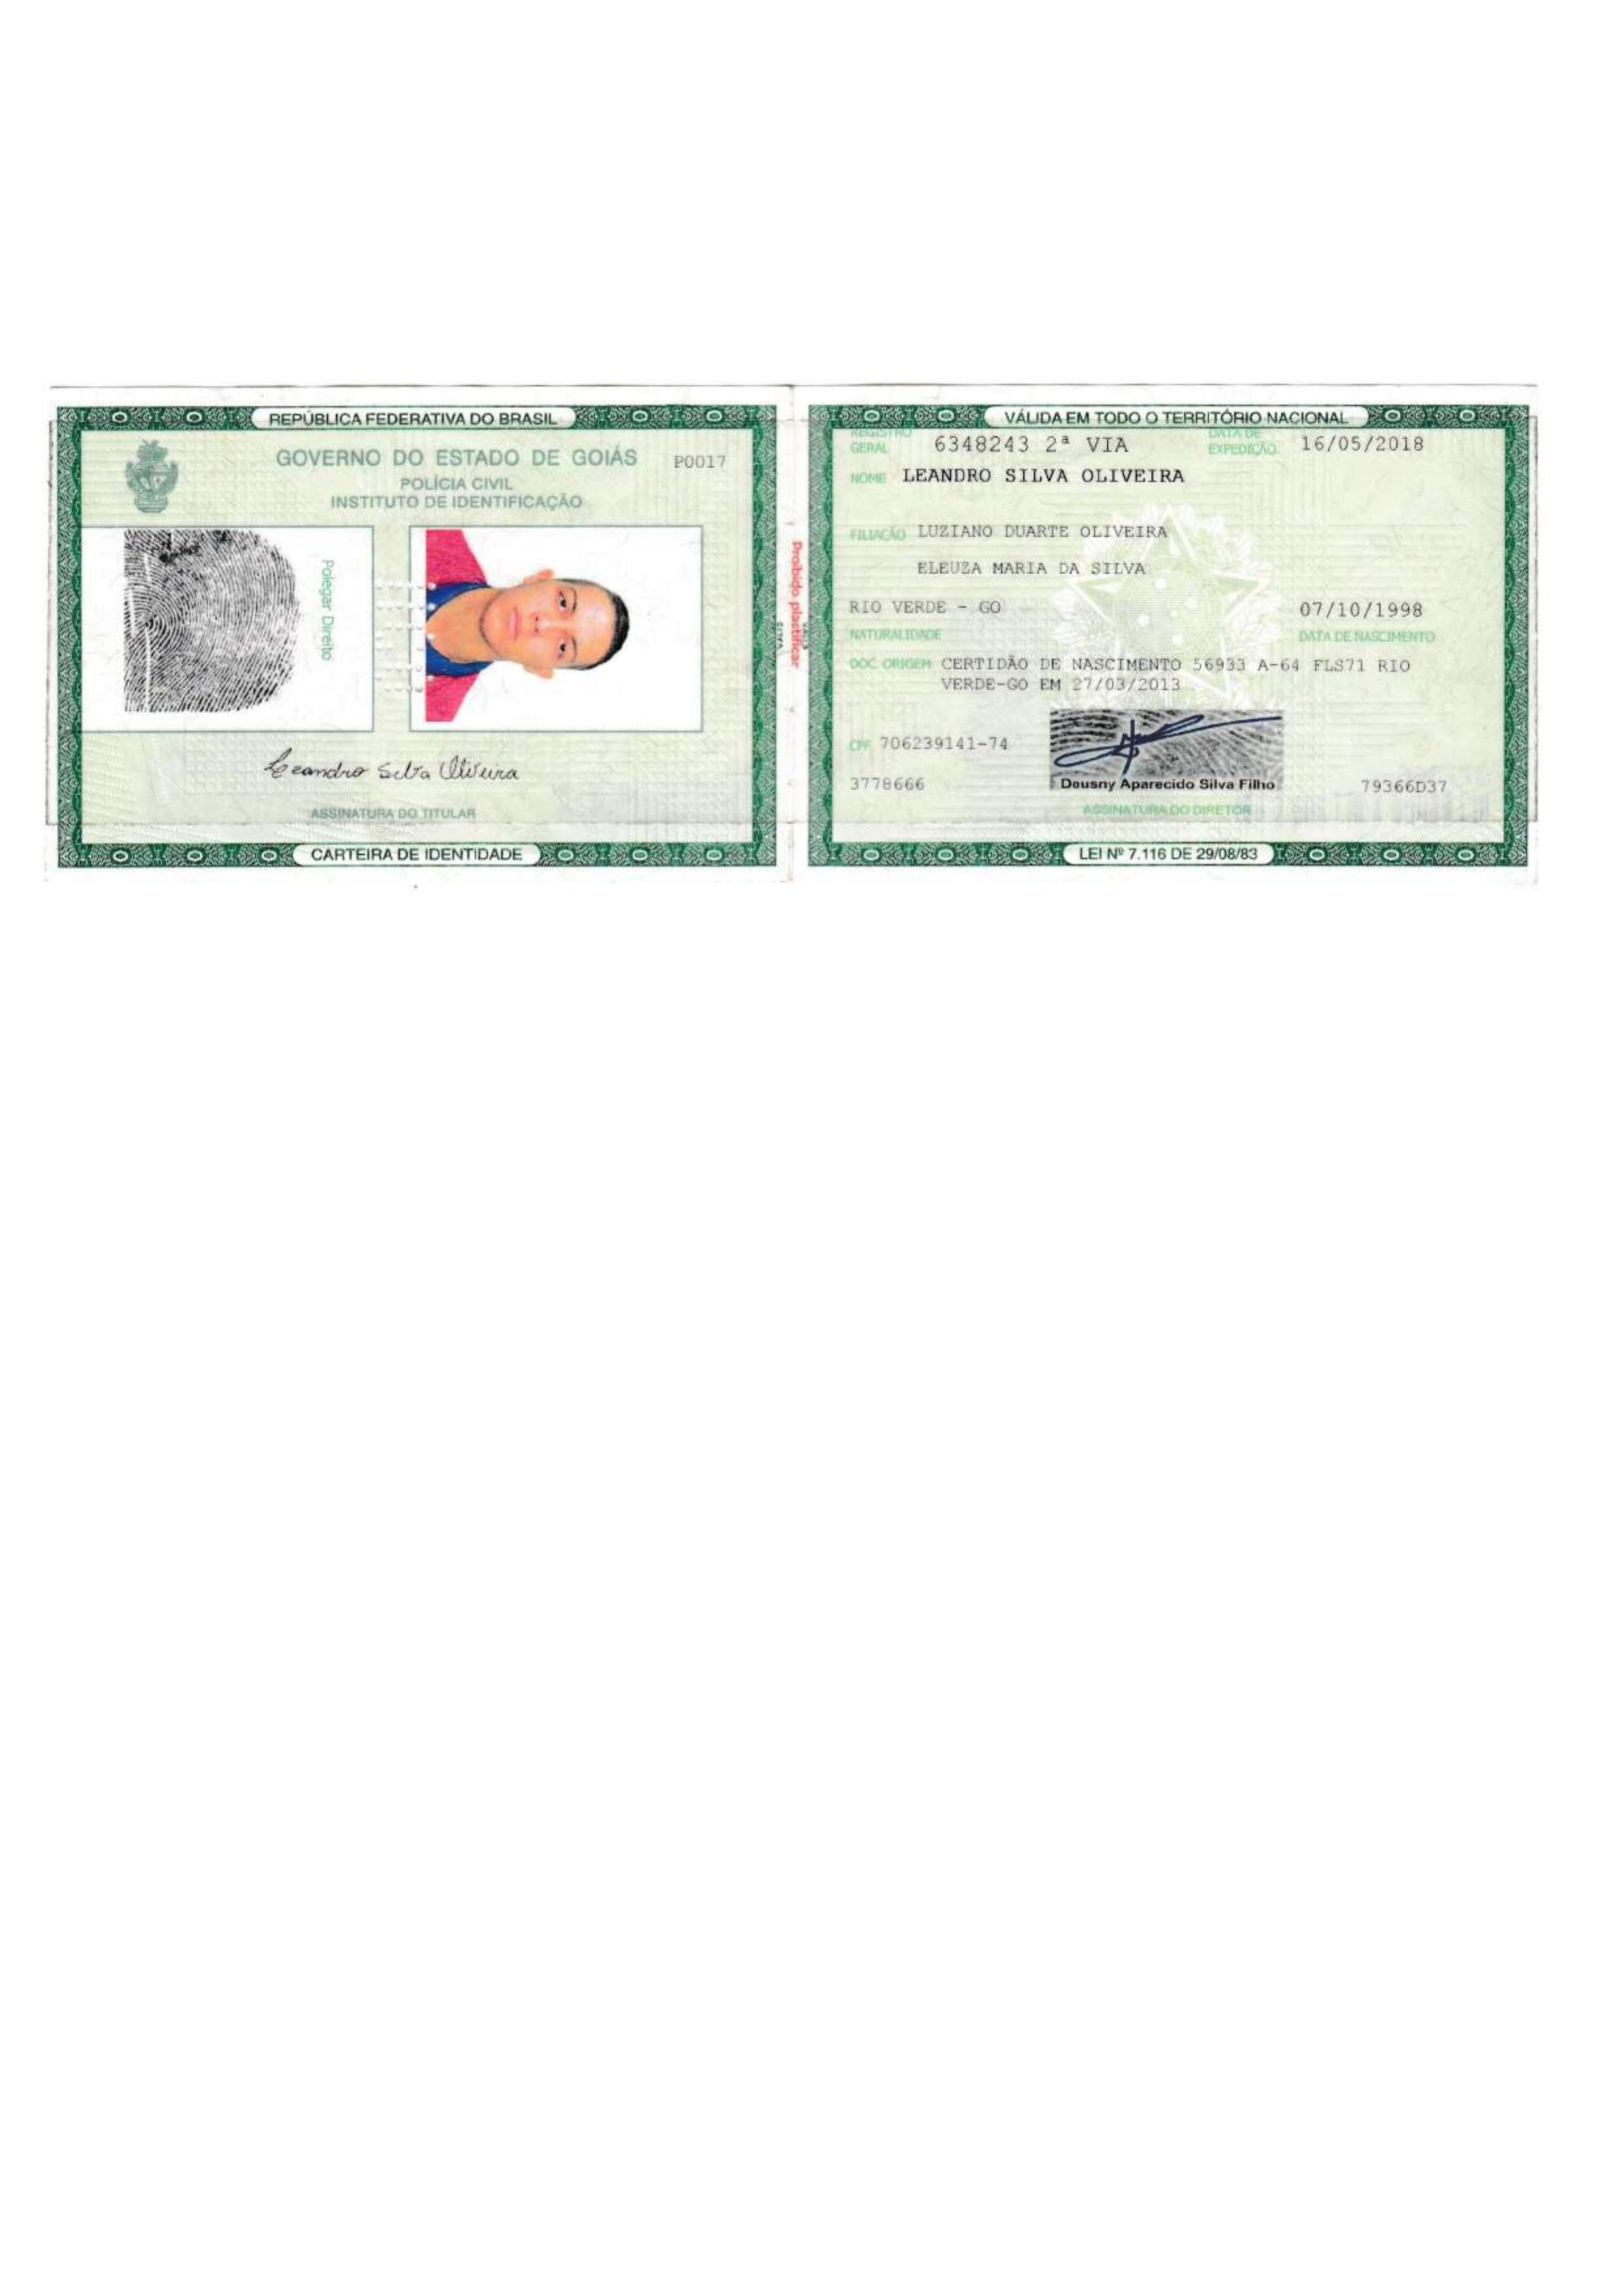 REPÚBLICA FEDERATIVA DO BRASIL
GOVERNO DO ESTADO DE GOIÁS
P0017
POLÍCIA CIVIL
INSTITUTO DE IDENTIFICAÇÃO
Polegar Direito
Leandro Silva Oliveira
ASSINATURA DO TITULAR
CARTEIRA DE IDENTIDADE
Proibido plastificar
VÁLIDA EM TODO O TERRITÓRIO NACIONAL
REGISTRO GERAL 6348243 2ª VIA DATA DE EXPEDIÇÃO 16/05/2018
NOME LEANDRO SILVA OLIVEIRA
FILIAÇÃO LUZIANO DUARTE OLIVEIRA
ELEUZA MARIA DA SILVA
RIO VERDE - GO 07/10/1998
NATURALIDADE DATA DE NASCIMENTO
DOC ORIGEM CERTIDÃO DE NASCIMENTO 56933 A-64 FLS71 RIO
VERDE-GO EM 27/03/2013
CPF 706239141-74
3778666 Deusny Aparecido Silva Filho 79366D37
ASSINATURA DO DIRETOR
LEI Nº 7.116 DE 29/08/83